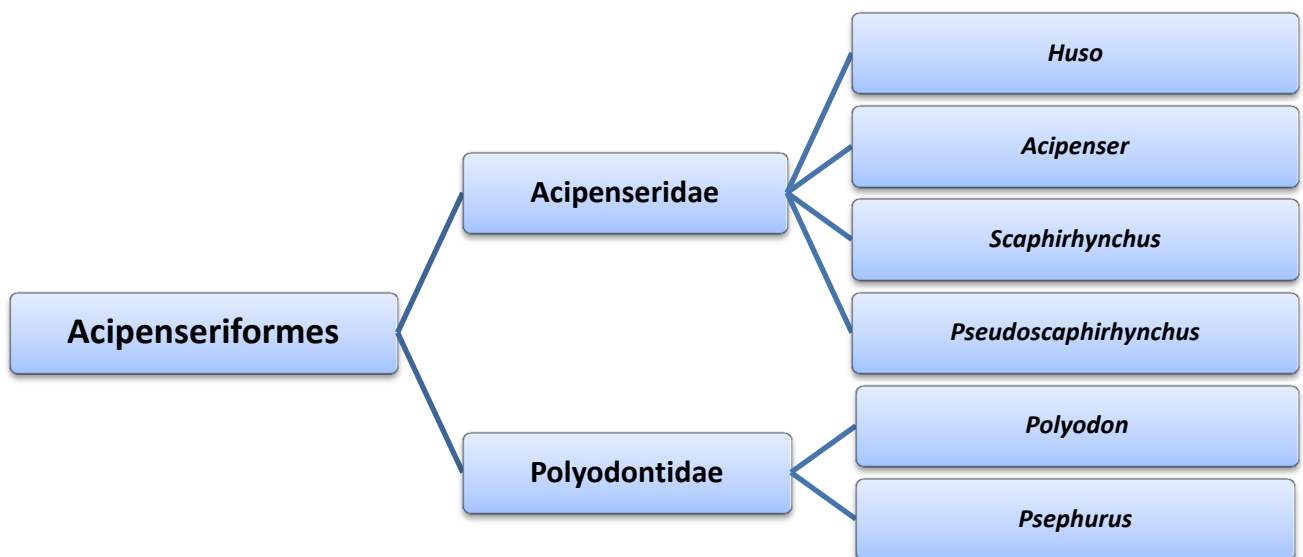 Huso
Acipenser
Acipenseridae
Scaphirhynchus
Acipenseriformes
Pseudoscaphirhynchus
Polyodon
Polyodontidae
Psephurus